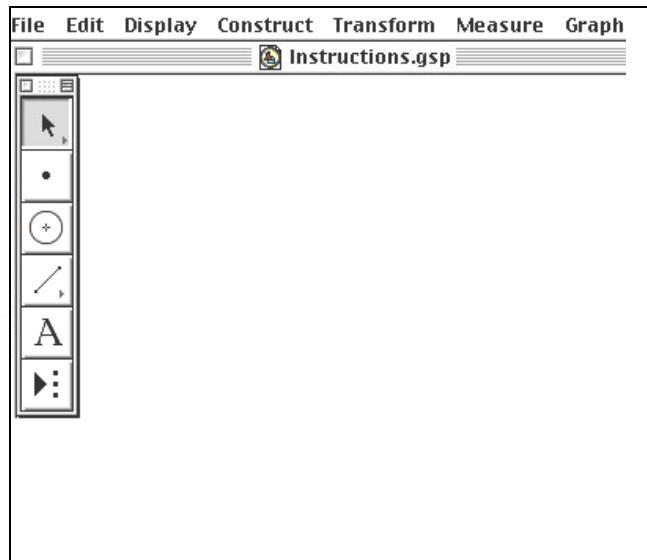 File Edit Display Construct Transform Measure Graph
Instructions.gsp
A